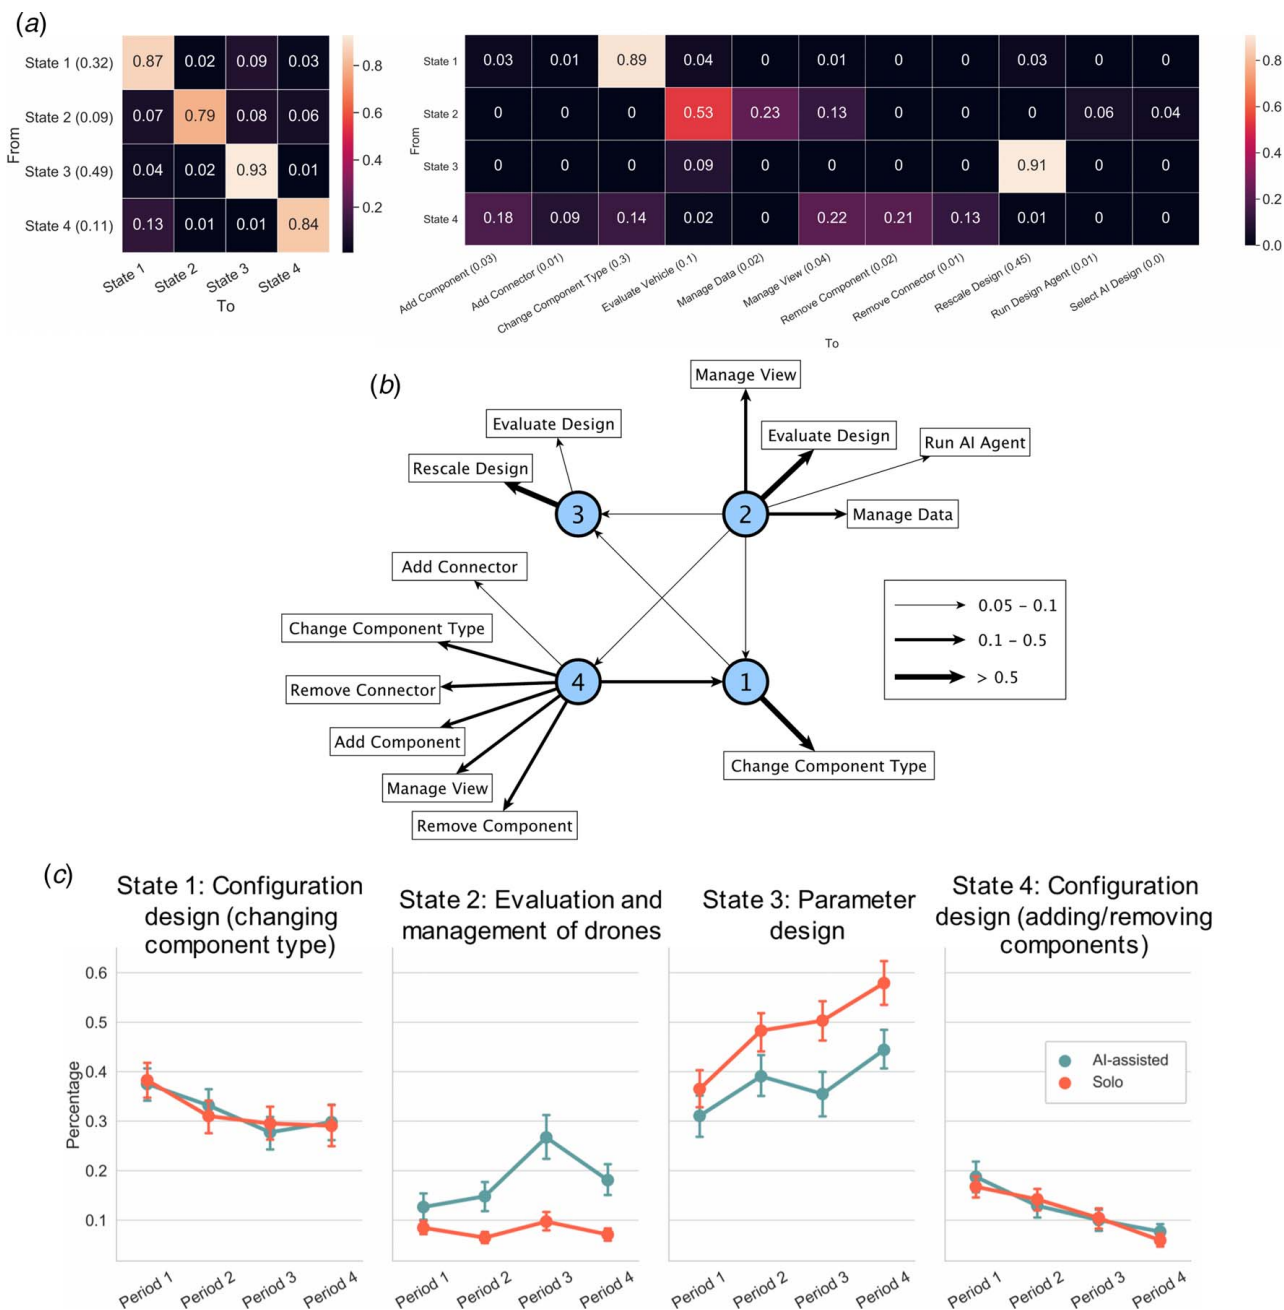 (a)
State 1 (0.32) 0.87 0.02 0.09 0.03
State 2 (0.09) 0.07 0.79 0.08 0.06
State 3 (0.49) 0.04 0.02 0.93 0.01
State 4 (0.11) 0.13 0.01 0.01 0.84
From
State 1 State 2 State 3 State 4
To
0.8
0.6
0.4
0.2
State 1 0.03 0.01 0.89 0.04 0 0 0 0 0.03 0 0
State 2 0 0 0 0.53 0.23 0.13 0 0 0 0.06 0.04
State 3 0 0 0 0.09 0 0 0 0 0.91 0 0
State 4 0.18 0.09 0.14 0.02 0 0.22 0.21 0.13 0.01 0 0
From
Add Component (0.03)
Add Connector (0.01)
Change Component Type (0.3)
Evaluate Vehicle (0.1)
Manage Data (0.02)
Manage View (0.04)
Remove Component (0.02)
Remove Connector (0.01)
Rescale Design (0.45)
Run Design Agent (0.01)
Select AI Design (0.0)
To
0.8
0.6
0.4
0.2
0.0
(b)
Manage View
Evaluate Design
Evaluate Design
Run AI Agent
Rescale Design
3
2
Manage Data
Add Connector
Change Component Type
Remove Connector
4
1
Add Component
Manage View
Remove Component
Change Component Type
0.05 – 0.1
0.1 – 0.5
> 0.5
(c)
State 1: Configuration
design (changing
component type)
State 2: Evaluation and
management of drones
State 3: Parameter
design
State 4: Configuration
design (adding/removing
components)
Percentage
0.6
0.5
0.4
0.3
0.2
0.1
AI-assisted
Solo
Period 1 Period 2 Period 3 Period 4
Period 1 Period 2 Period 3 Period 4
Period 1 Period 2 Period 3 Period 4
Period 1 Period 2 Period 3 Period 4